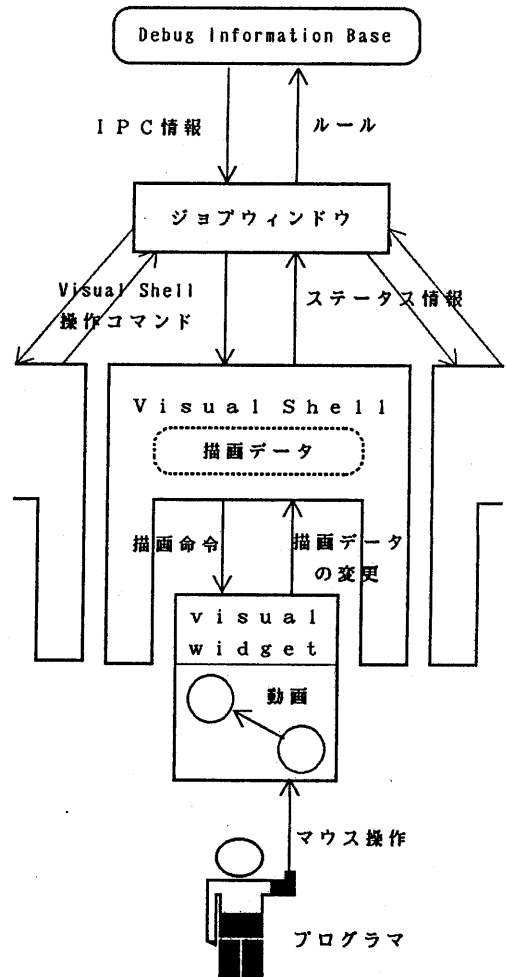 Debug Information Base
IPC情報
ルール
ジョブウィンドウ
Visual Shell
操作コマンド
ステータス情報
Visual Shell
描画データ
描画命令
描画データ
の変更
visual
widget
動画
マウス操作
プログラマ